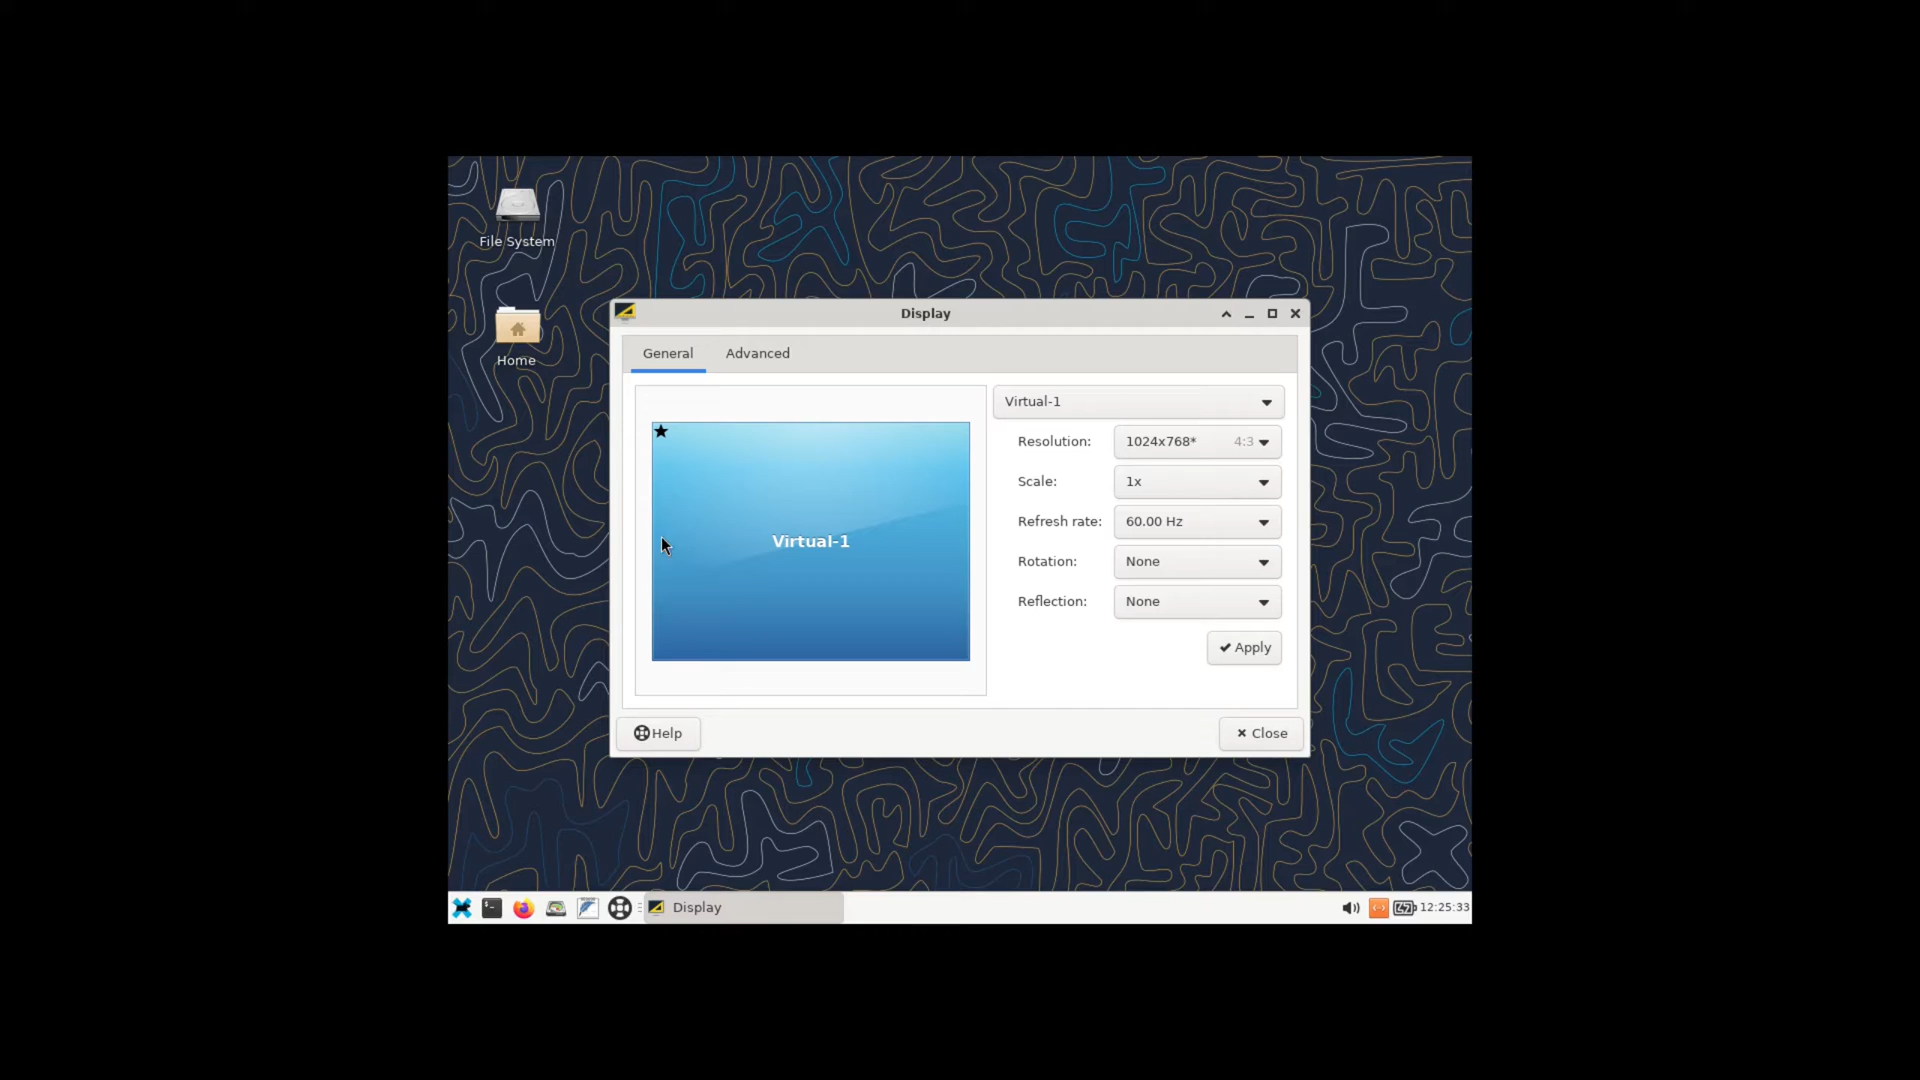 File System
Home
Display
General
Advanced
Virtual-1
Virtual-1
Resolution:
1024x768* 4:3
Scale:
1x
Refresh rate:
60.00 Hz
Rotation:
None
Reflection:
None
Apply
Help
Close
Display
12:25:33